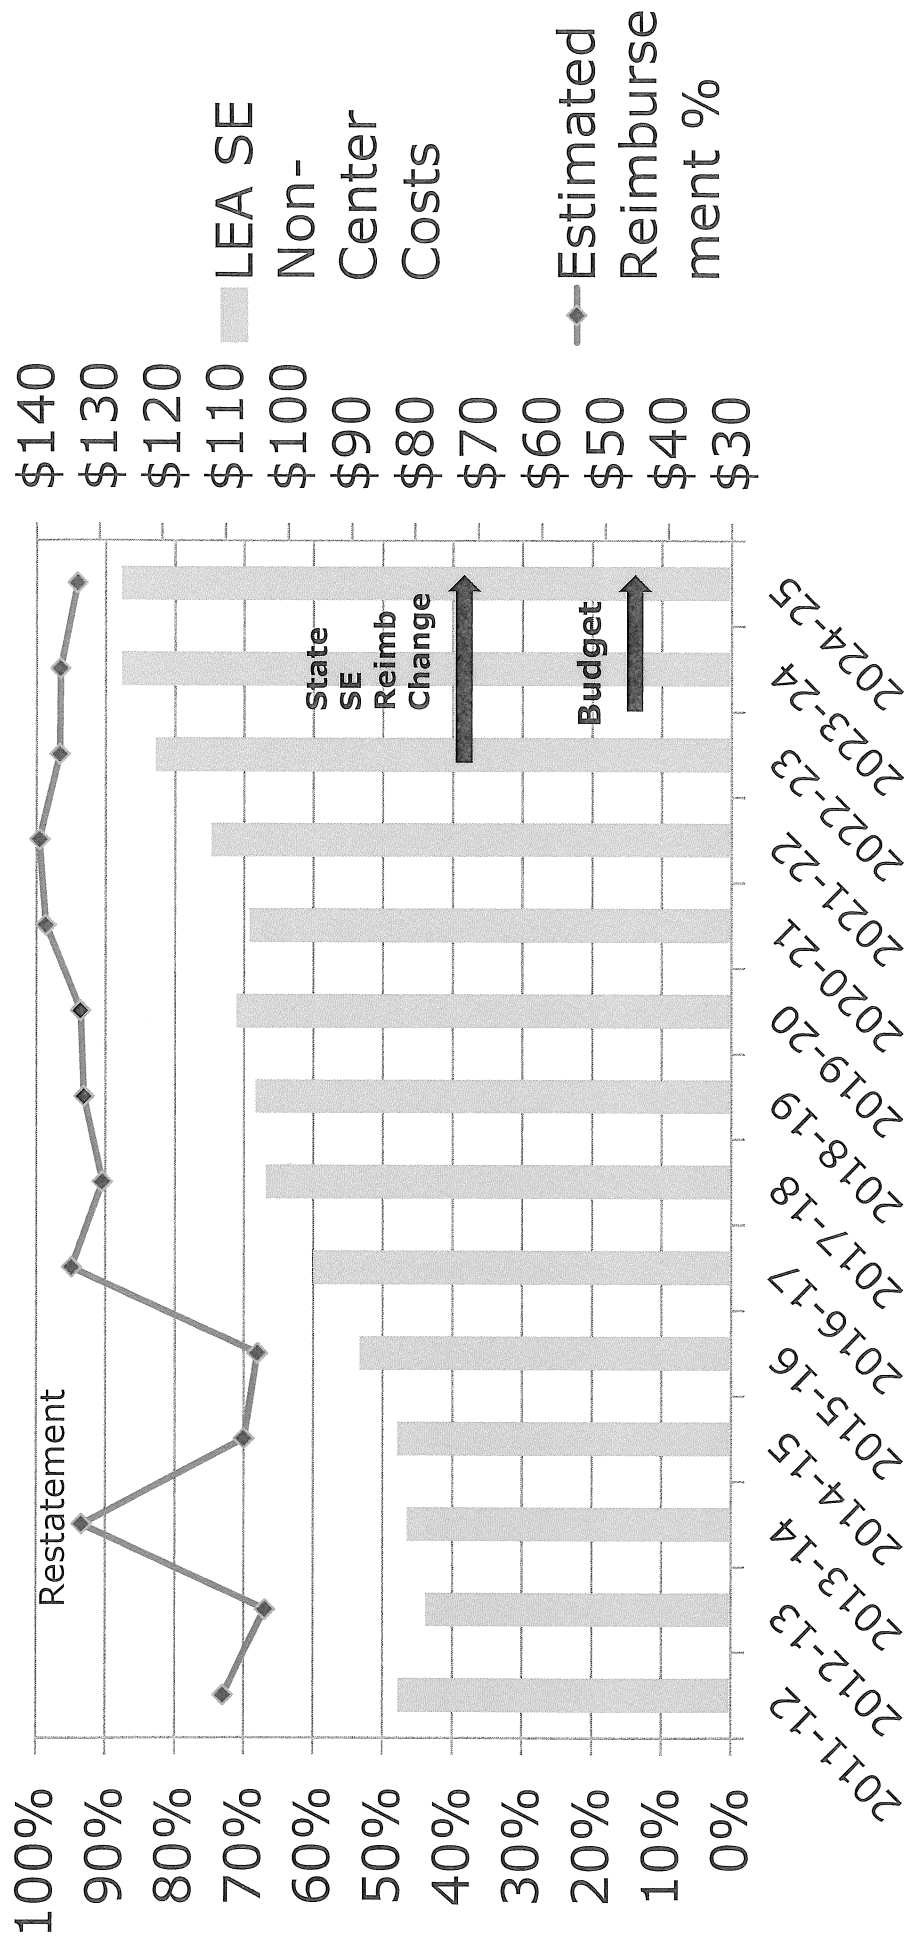 100%
90%
80%
70%
60%
50%
40%
30%
20%
10%
0%
Restatement
State
SE
Reimb
Change
Budget
$140
$130
$120
$110
$100
$90
$80
$70
$60
$50
$40
$30
2011-12
2012-13
2013-14
2014-15
2015-16
2016-17
2017-18
2018-19
2019-20
2020-21
2021-22
2022-23
2023-24
2024-25
LEA SE
Non-
Center
Costs
Estimated
Reimburse
ment %